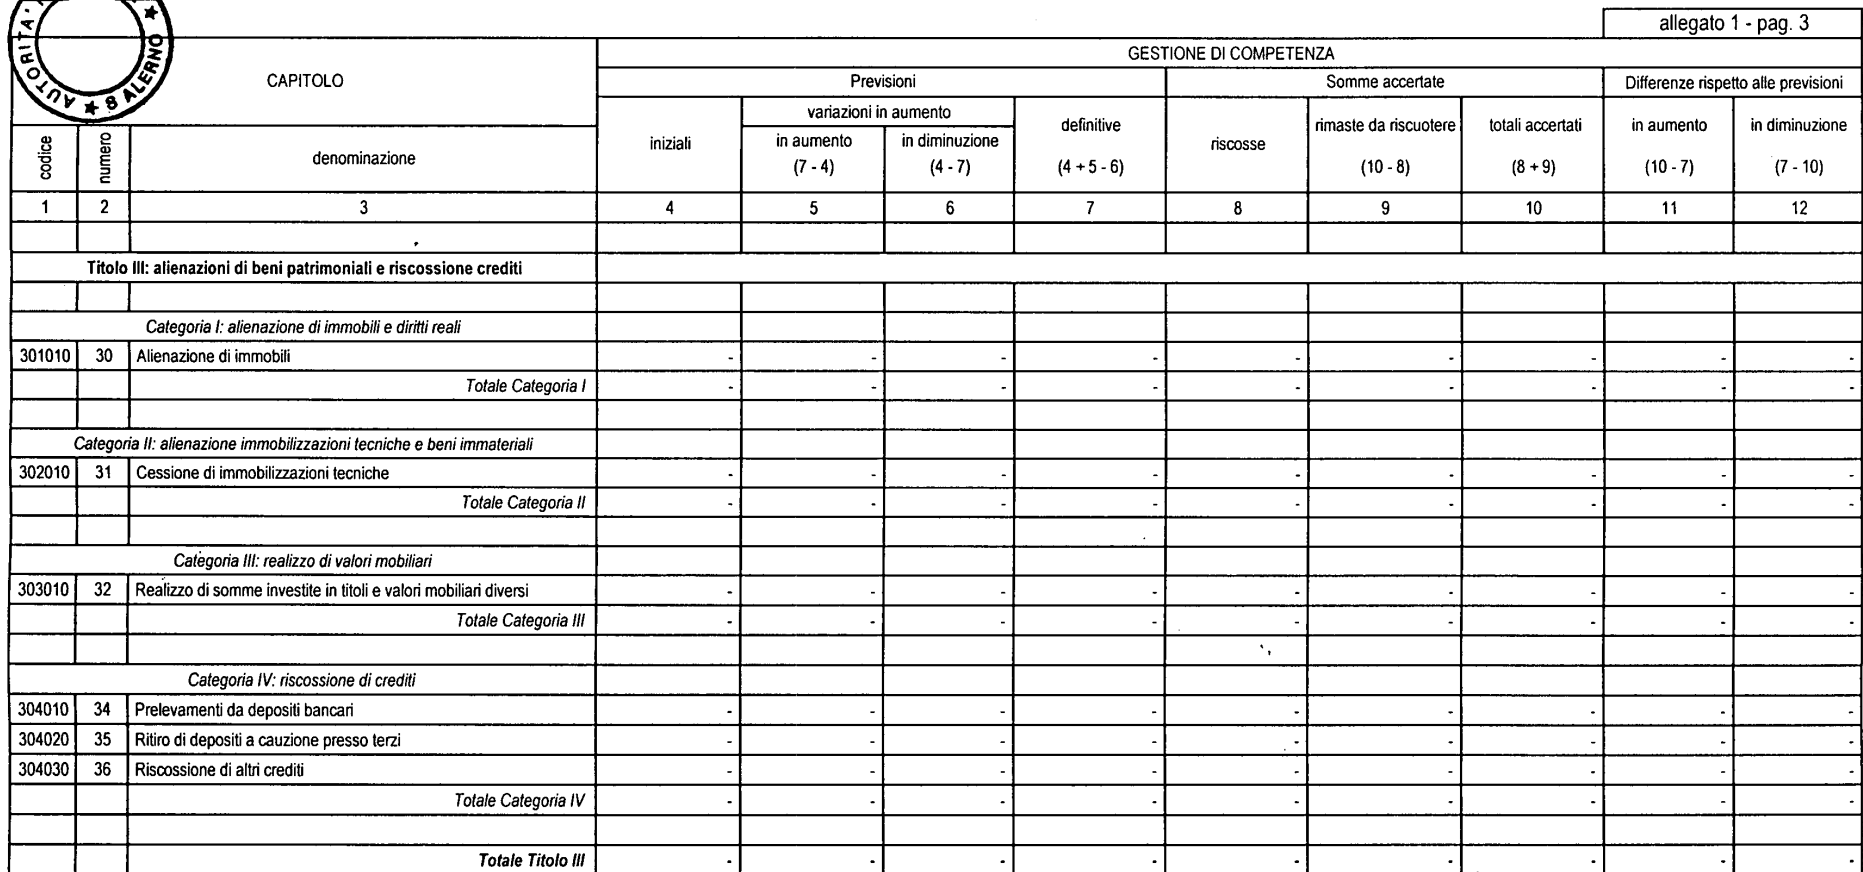 AUTORITA' ★ 8 SALERNO ★
allegato 1 - pag. 3
CAPITOLO
GESTIONE DI COMPETENZA
Previsioni
Somme accertate
Differenze rispetto alle previsioni
codice
numero
denominazione
iniziali
variazioni in aumento
in aumento
(7 - 4)
in diminuzione
(4 - 7)
definitive
(4 + 5 - 6)
riscosse
rimaste da riscuotere
(10 - 8)
totali accertati
(8 + 9)
in aumento
(10 - 7)
in diminuzione
(7 - 10)
1 2 3 4 5 6 7 8 9 10 11 12
Titolo III: alienazioni di beni patrimoniali e riscossione crediti
Categoria I: alienazione di immobili e diritti reali
301010 30 Alienazione di immobili - - - - - - - - -
Totale Categoria I - - - - - - - - -
Categoria II: alienazione immobilizzazioni tecniche e beni immateriali
302010 31 Cessione di immobilizzazioni tecniche - - - - - - - - -
Totale Categoria II - - - - - - - - -
Categoria III: realizzo di valori mobiliari
303010 32 Realizzo di somme investite in titoli e valori mobiliari diversi - - - - - - - - -
Totale Categoria III - - - - - - - - -
Categoria IV: riscossione di crediti
304010 34 Prelevamenti da depositi bancari - - - - - - - - -
304020 35 Ritiro di depositi a cauzione presso terzi - - - - - - - - -
304030 36 Riscossione di altri crediti - - - - - - - - -
Totale Categoria IV - - - - - - - - -
Totale Titolo III - - - - - - - - -